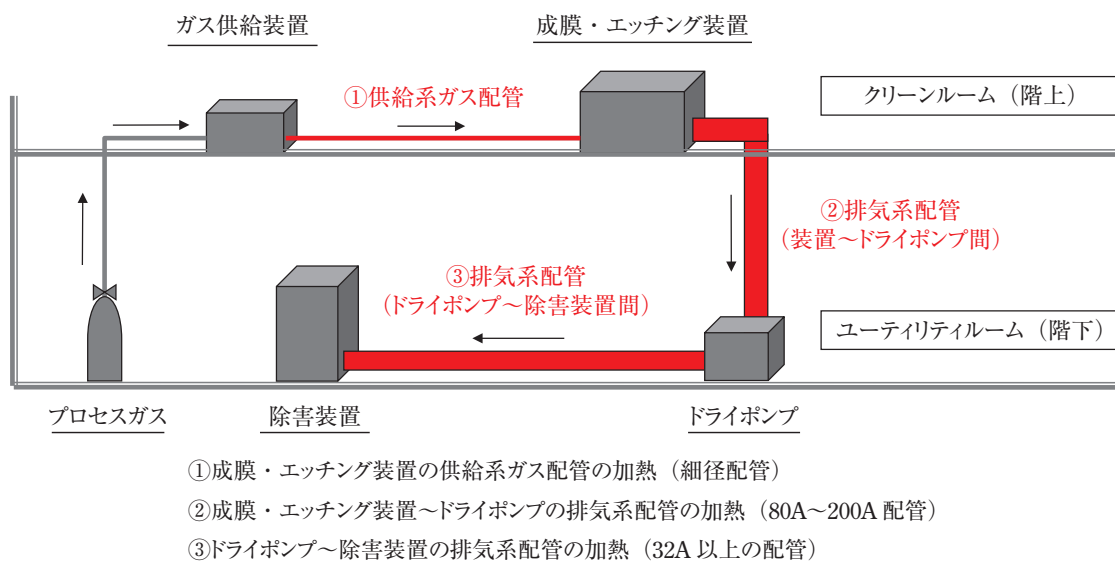 ガス供給装置
成膜・エッチング装置
①供給系ガス配管
クリーンルーム（階上）
②排気系配管
（装置～ドライポンプ間）
③排気系配管
（ドライポンプ～除害装置間）
ユーティリティルーム（階下）
プロセスガス
除害装置
ドライポンプ
①成膜・エッチング装置の供給系ガス配管の加熱（細径配管）
②成膜・エッチング装置～ドライポンプの排気系配管の加熱（80A～200A 配管）
③ドライポンプ～除害装置の排気系配管の加熱（32A 以上の配管）